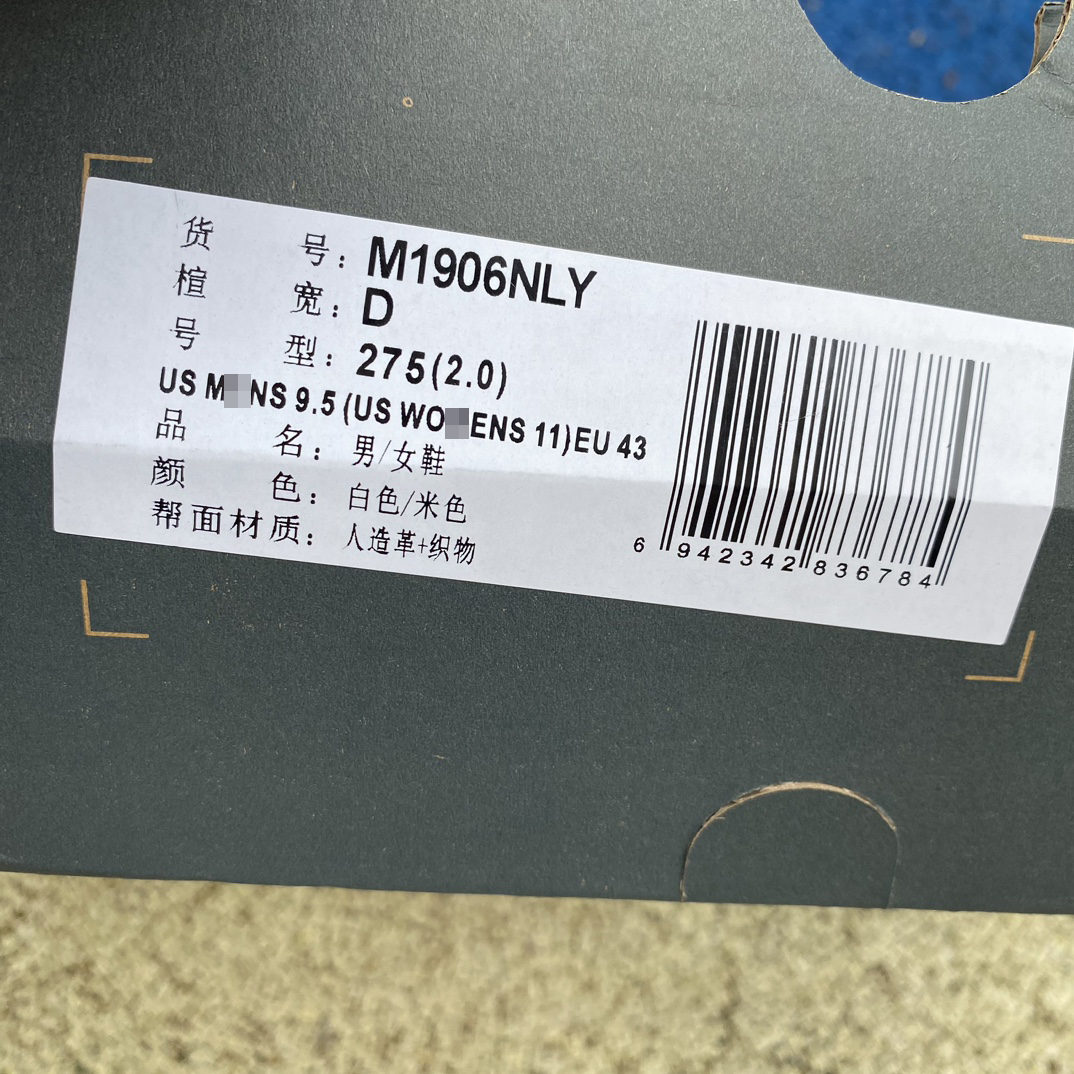 货号：M1906NLY
楦宽：D
号型：275(2.0)
US NS 9.5 (US 11)EU 43
品名：男/女鞋
颜色：白色/米色
帮面材质：人造革+织物
6 942342 836784